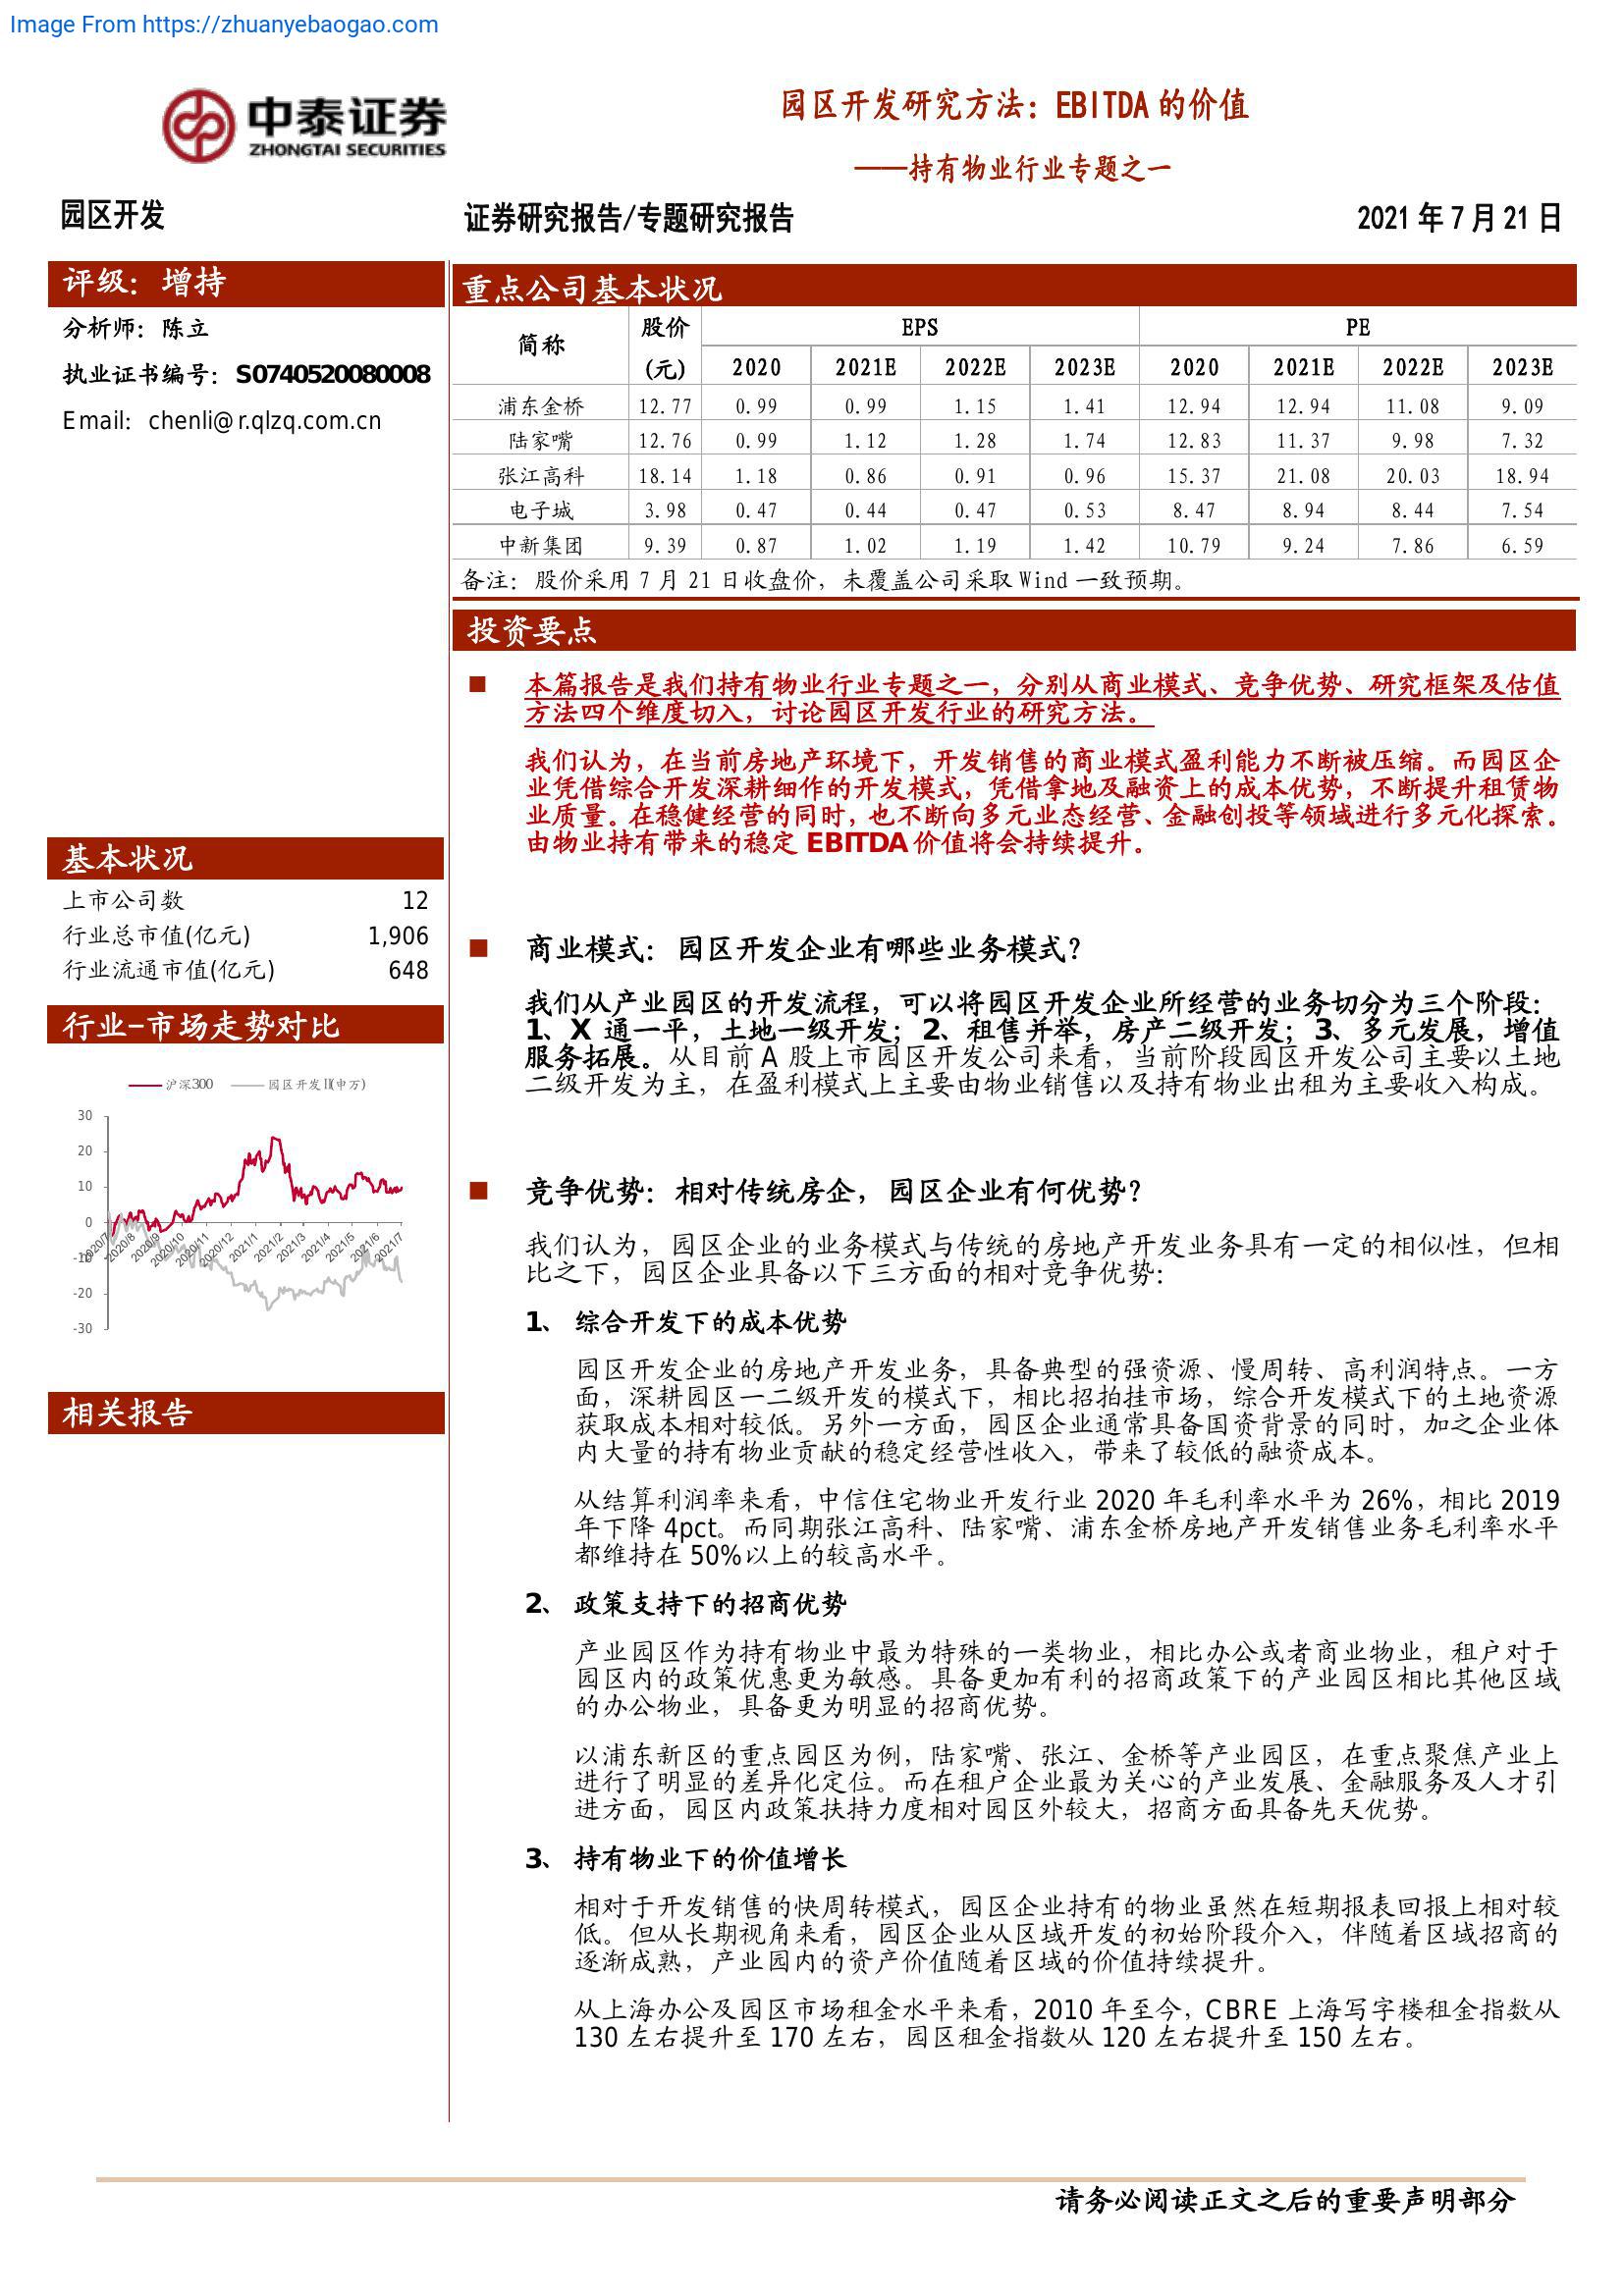 Image From https://zhuanyebaogao.com
中泰证券
ZHONGTAI SECURITIES
园区开发研究方法：EBITDA 的价值
——持有物业行业专题之一
园区开发
证券研究报告/专题研究报告
2021 年 7 月 21 日
评级：增持
分析师：陈立
执业证书编号：S0740520080008
Email：chenli@r.qlzq.com.cn
基本状况
上市公司数 12
行业总市值(亿元) 1,906
行业流通市值(亿元) 648
行业-市场走势对比
沪深300 园区开发II(申万)
30
20
10
0
-10
-20
-30
2020/7 2020/8 2020/9 2020/10 2020/11 2020/12 2021/1 2021/2 2021/3 2021/4 2021/5 2021/6 2021/7
相关报告
重点公司基本状况
简称 股价(元) EPS PE
2020 2021E 2022E 2023E 2020 2021E 2022E 2023E
浦东金桥 12.77 0.99 0.99 1.15 1.41 12.94 12.94 11.08 9.09
陆家嘴 12.76 0.99 1.12 1.28 1.74 12.83 11.37 9.98 7.32
张江高科 18.14 1.18 0.86 0.91 0.96 15.37 21.08 20.03 18.94
电子城 3.98 0.47 0.44 0.47 0.53 8.47 8.94 8.44 7.54
中新集团 9.39 0.87 1.02 1.19 1.42 10.79 9.24 7.86 6.59
备注：股价采用 7 月 21 日收盘价，未覆盖公司采取 Wind 一致预期。
投资要点
■ 本篇报告是我们持有物业行业专题之一，分别从商业模式、竞争优势、研究框架及估值
方法四个维度切入，讨论园区开发行业的研究方法。
我们认为，在当前房地产环境下，开发销售的商业模式盈利能力不断被压缩。而园区企
业凭借综合开发深耕细作的开发模式，凭借拿地及融资上的成本优势，不断提升租赁物
业质量。在稳健经营的同时，也不断向多元业态经营、金融创投等领域进行多元化探索。
由物业持有带来的稳定 EBITDA 价值将会持续提升。
■ 商业模式：园区开发企业有哪些业务模式？
我们从产业园区的开发流程，可以将园区开发企业所经营的业务切分为三个阶段：
1、X 通一平，土地一级开发；2、租售并举，房产二级开发；3、多元发展，增值
服务拓展。从目前 A 股上市园区开发公司来看，当前阶段园区开发公司主要以土地
二级开发为主，在盈利模式上主要由物业销售以及持有物业出租为主要收入构成。
■ 竞争优势：相对传统房企，园区企业有何优势？
我们认为，园区企业的业务模式与传统的房地产开发业务具有一定的相似性，但相
比之下，园区企业具备以下三方面的相对竞争优势：
1、 综合开发下的成本优势
园区开发企业的房地产开发业务，具备典型的强资源、慢周转、高利润特点。一方
面，深耕园区一二级开发的模式下，相比招拍挂市场，综合开发模式下的土地资源
获取成本相对较低。另外一方面，园区企业通常具备国资背景的同时，加之企业体
内大量的持有物业贡献的稳定经营性收入，带来了较低的融资成本。
从结算利润率来看，中信住宅物业开发行业 2020 年毛利率水平为 26%，相比 2019
年下降 4pct。而同期张江高科、陆家嘴、浦东金桥房地产开发销售业务毛利率水平
都维持在 50%以上的较高水平。
2、 政策支持下的招商优势
产业园区作为持有物业中最为特殊的一类物业，相比办公或者商业物业，租户对于
园区内的政策优惠更为敏感。具备更加有利的招商政策下的产业园区相比其他区域
的办公物业，具备更为明显的招商优势。
以浦东新区的重点园区为例，陆家嘴、张江、金桥等产业园区，在重点聚焦产业上
进行了明显的差异化定位。而在租户企业最为关心的产业发展、金融服务及人才引
进方面，园区内政策扶持力度相对园区外较大，招商方面具备先天优势。
3、 持有物业下的价值增长
相对于开发销售的快周转模式，园区企业持有的物业虽然在短期报表回报上相对较
低。但从长期视角来看，园区企业从区域开发的初始阶段介入，伴随着区域招商的
逐渐成熟，产业园内的资产价值随着区域的价值持续提升。
从上海办公及园区市场租金水平来看，2010 年至今，CBRE 上海写字楼租金指数从
130 左右提升至 170 左右，园区租金指数从 120 左右提升至 150 左右。
请务必阅读正文之后的重要声明部分